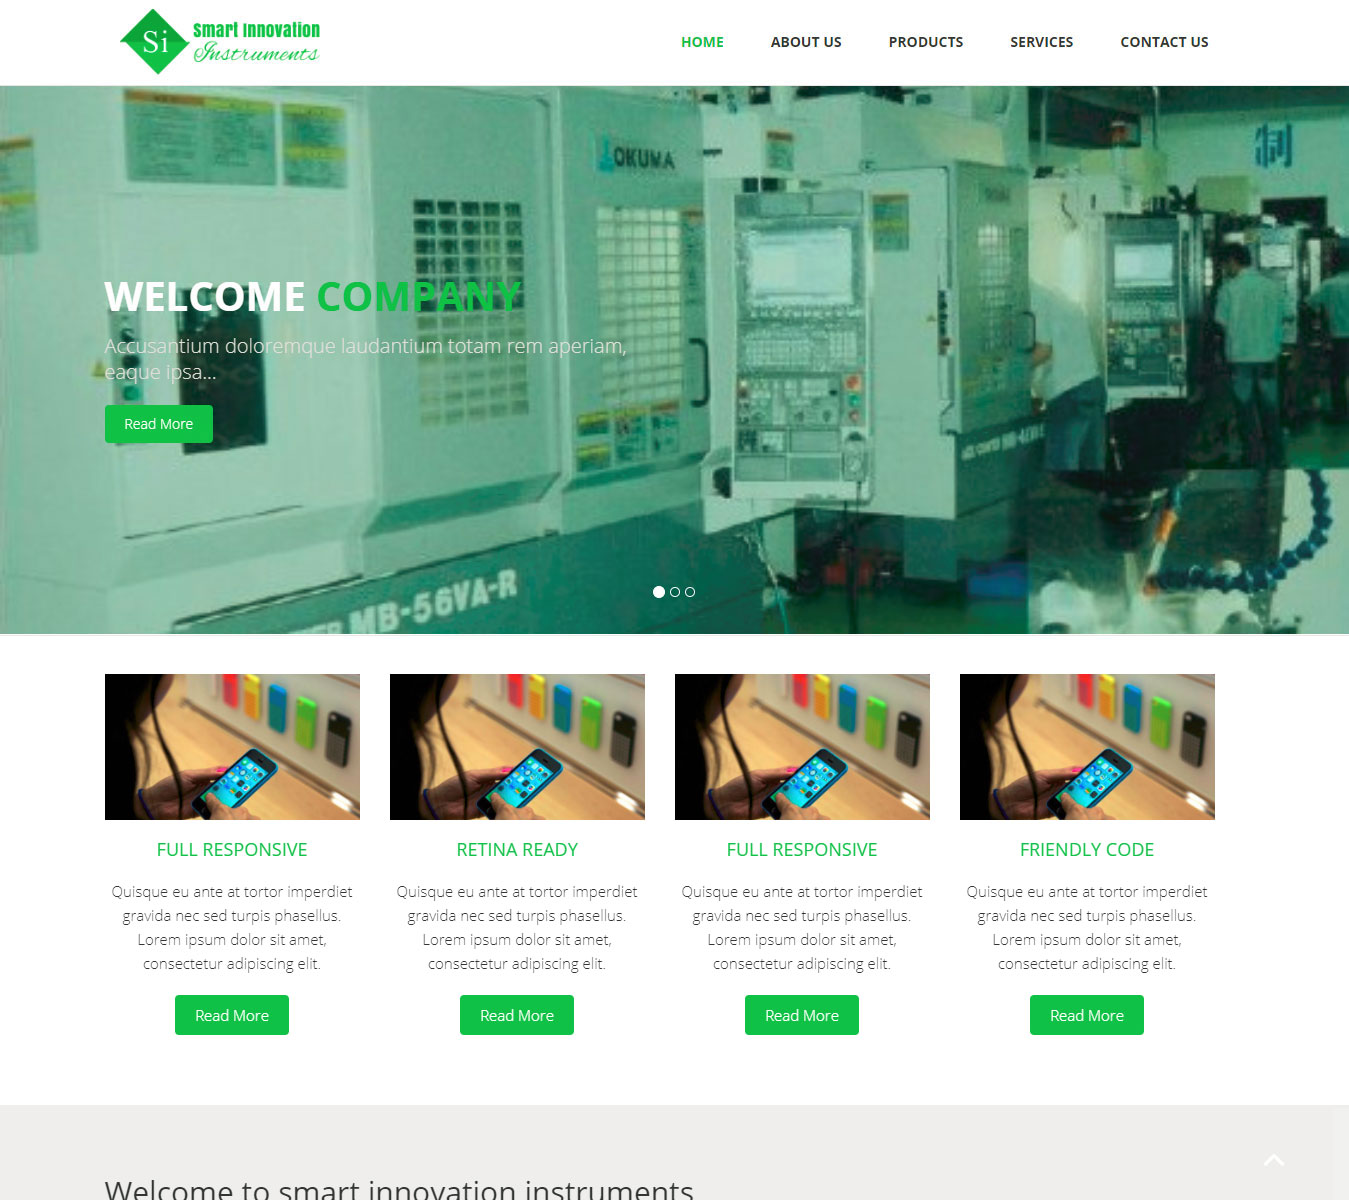 Si
Smart Innovation
Instruments
HOME ABOUT US PRODUCTS SERVICES CONTACT US
OKUMA
制
WELCOME COMPANY
Accusantium doloremque laudantium totam rem aperiam,
eaque ipsa...
Read More
MB-56VA-R
FULL RESPONSIVE
Quisque eu ante at tortor imperdiet
gravida nec sed turpis phasellus.
Lorem ipsum dolor sit amet,
consectetur adipiscing elit.
Read More
RETINA READY
Quisque eu ante at tortor imperdiet
gravida nec sed turpis phasellus.
Lorem ipsum dolor sit amet,
consectetur adipiscing elit.
Read More
FULL RESPONSIVE
Quisque eu ante at tortor imperdiet
gravida nec sed turpis phasellus.
Lorem ipsum dolor sit amet,
consectetur adipiscing elit.
Read More
FRIENDLY CODE
Quisque eu ante at tortor imperdiet
gravida nec sed turpis phasellus.
Lorem ipsum dolor sit amet,
consectetur adipiscing elit.
Read More
Welcome to smart innovation instruments